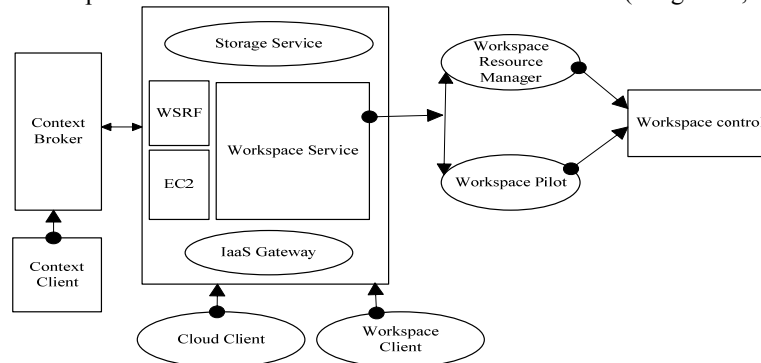 Storage Service
Workspace
Resource
Manager
Context
Broker
WSRF
Workspace Service
Workspace control
EC2
Workspace Pilot
IaaS Gateway
Context
Client
Cloud Client
Workspace
Client